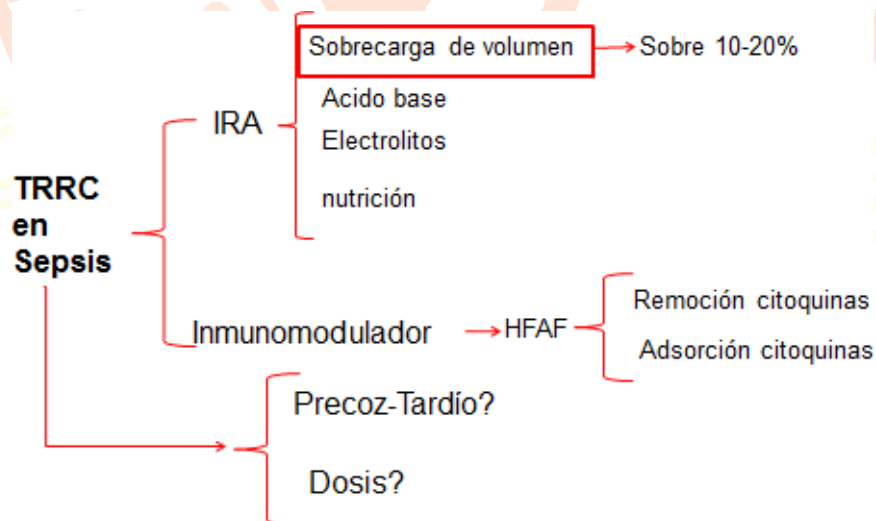 TRRC
en
Sepsis
IRA
Sobrecarga de volumen
Sobre 10-20%
Acido base
Electrolitos
nutrición
Inmunomodulador
HFAF
Remoción citoquinas
Adsorción citoquinas
Precoz-Tardío?
Dosis?